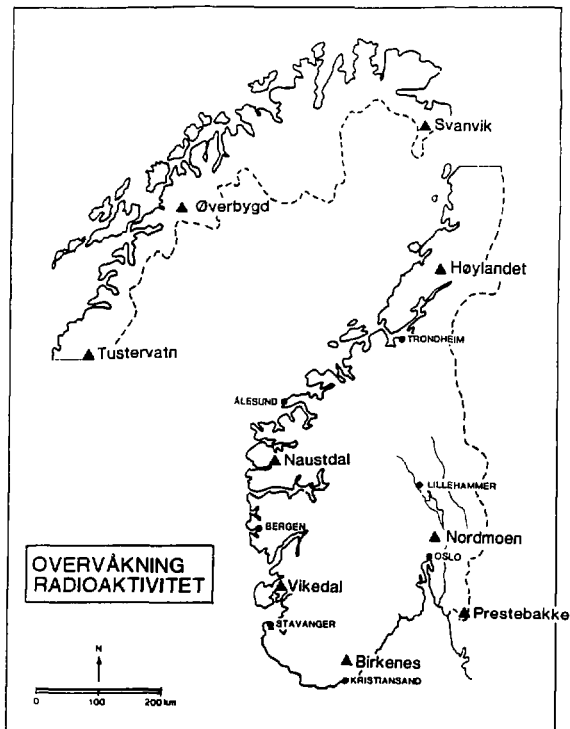 Svanvik
Øverbygd
Høylandet
TRONDHEIM
Tustervatn
ÅLESUND
Naustdal
LILLEHAMMER
BERGEN
Nordmoen
OSLO
OVERVÅKNING
RADIOAKTIVITET
Vikedal
Prestebakke
STAVANGER
N
Birkenes
KRISTIANSAND
0 100 200 km